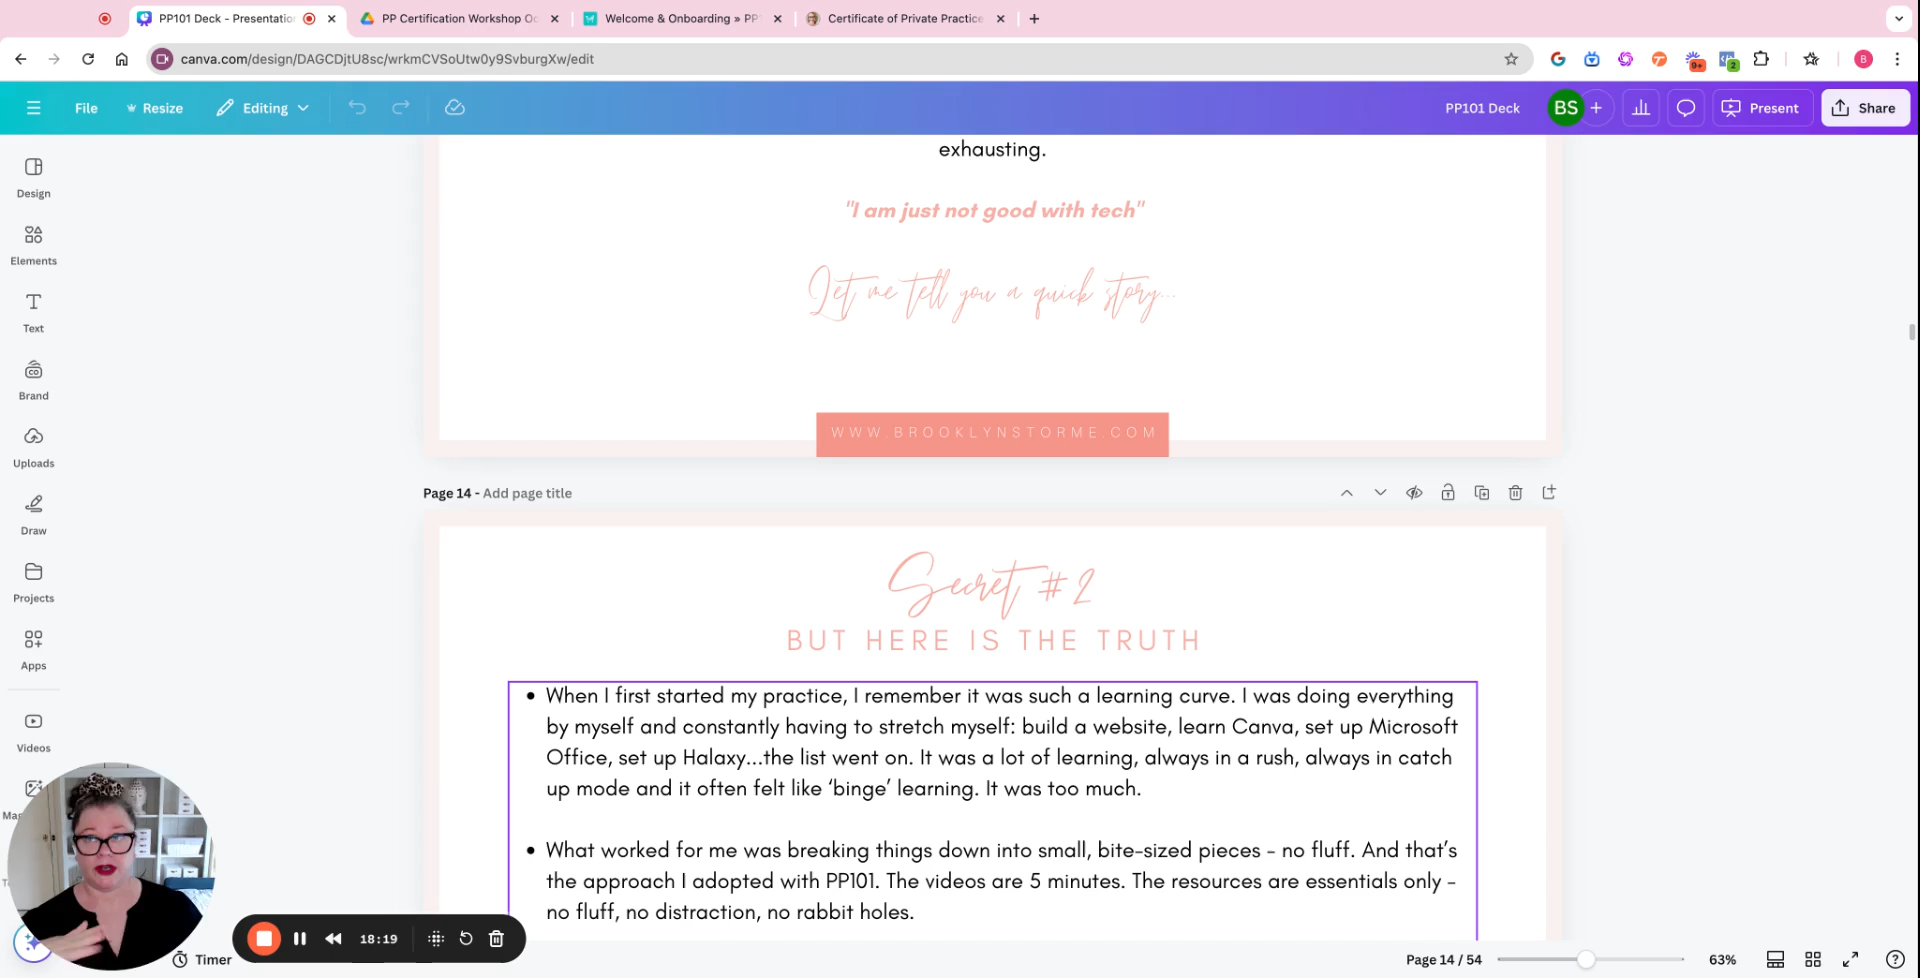 PP101 Deck - Presentation
PP Certification Workshop Oc
Welcome & Onboarding » PP
Certificate of Private Practice
canva.com/design/DAGCDjtU8sc/wrkmCVSoUtw0y9SvburgXw/edit
9+
2
B
File
Resize
Editing
PP101 Deck
BS
Present
Share
Design
Elements
Text
Brand
Uploads
Draw
Projects
Apps
Videos
exhausting.
"I am just not good with tech"
Let me tell you a quick story...
WWW.BROOKLYNSTORME.COM
Page 14 - Add page title
Secret #2
BUT HERE IS THE TRUTH
• When I first started my practice, I remember it was such a learning curve. I was doing everything
by myself and constantly having to stretch myself: build a website, learn Canva, set up Microsoft
Office, set up Halaxy...the list went on. It was a lot of learning, always in a rush, always in catch
up mode and it often felt like ‘binge’ learning. It was too much.
• What worked for me was breaking things down into small, bite-sized pieces - no fluff. And that’s
the approach I adopted with PP101. The videos are 5 minutes. The resources are essentials only -
no fluff, no distraction, no rabbit holes.
18:19
Timer
Page 14 / 54
63%